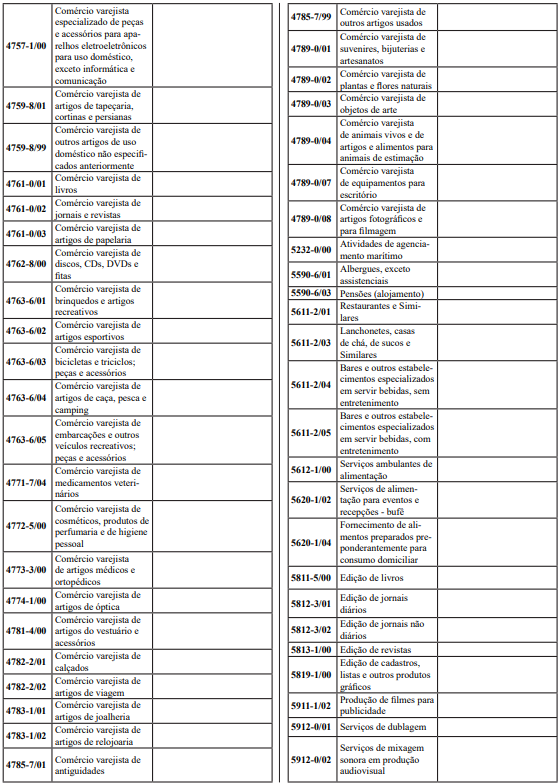 4757-1/00
Comércio varejista
especializado de peças
e acessórios para apa-
relhos eletroeletrônicos
para uso doméstico,
exceto informática e
comunicação
4759-8/01
Comércio varejista de
artigos de tapeçaria,
cortinas e persianas
4759-8/99
Comércio varejista de
outros artigos de uso
doméstico não especifi-
cados anteriormente
4761-0/01
Comércio varejista de
livros
4761-0/02
Comércio varejista de
jornais e revistas
4761-0/03
Comércio varejista de
artigos de papelaria
4762-8/00
Comércio varejista de
discos, CDs, DVDs e
fitas
4763-6/01
Comércio varejista de
brinquedos e artigos
recreativos
4763-6/02
Comércio varejista de
artigos esportivos
4763-6/03
Comércio varejista de
bicicletas e triciclos;
peças e acessórios
4763-6/04
Comércio varejista de
artigos de caça, pesca e
camping
4763-6/05
Comércio varejista de
embarcações e outros
veículos recreativos;
peças e acessórios
4771-7/04
Comércio varejista de
medicamentos veteri-
nários
4772-5/00
Comércio varejista de
cosméticos, produtos de
perfumaria e de higiene
pessoal
4773-3/00
Comércio varejista
de artigos médicos e
ortopédicos
4774-1/00
Comércio varejista de
artigos de óptica
4781-4/00
Comércio varejista de
artigos do vestuário e
acessórios
4782-2/01
Comércio varejista de
calçados
4782-2/02
Comércio varejista de
artigos de viagem
4783-1/01
Comércio varejista de
artigos de joalheria
4783-1/02
Comércio varejista de
artigos de relojoaria
4785-7/01
Comércio varejista de
antiguidades
4785-7/99
Comércio varejista de
outros artigos usados
4789-0/01
Comércio varejista de
suvenires, bijuterias e
artesanatos
4789-0/02
Comércio varejista de
plantas e flores naturais
4789-0/03
Comércio varejista de
objetos de arte
4789-0/04
Comércio varejista
de animais vivos e de
artigos e alimentos para
animais de estimação
4789-0/07
Comércio varejista
de equipamentos para
escritório
4789-0/08
Comércio varejista de
artigos fotográficos e
para filmagem
5232-0/00
Atividades de agencia-
mento marítimo
5590-6/01
Albergues, exceto
assistenciais
5590-6/03
Pensões (alojamento)
5611-2/01
Restaurantes e Simi-
lares
5611-2/03
Lanchonetes, casas
de chá, de sucos e
Similares
5611-2/04
Bares e outros estabele-
cimentos especializados
em servir bebidas, sem
entretenimento
5611-2/05
Bares e outros estabele-
cimentos especializados
em servir bebidas, com
entretenimento
5612-1/00
Serviços ambulantes de
alimentação
5620-1/02
Serviços de alimen-
tação para eventos e
recepções - bufê
5620-1/04
Fornecimento de ali-
mentos preparados pre-
ponderantemente para
consumo domiciliar
5811-5/00
Edição de livros
5812-3/01
Edição de jornais
diários
5812-3/02
Edição de jornais não
diários
5813-1/00
Edição de revistas
5819-1/00
Edição de cadastros,
listas e outros produtos
gráficos
5911-1/02
Produção de filmes para
publicidade
5912-0/01
Serviços de dublagem
5912-0/02
Serviços de mixagem
sonora em produção
audiovisual